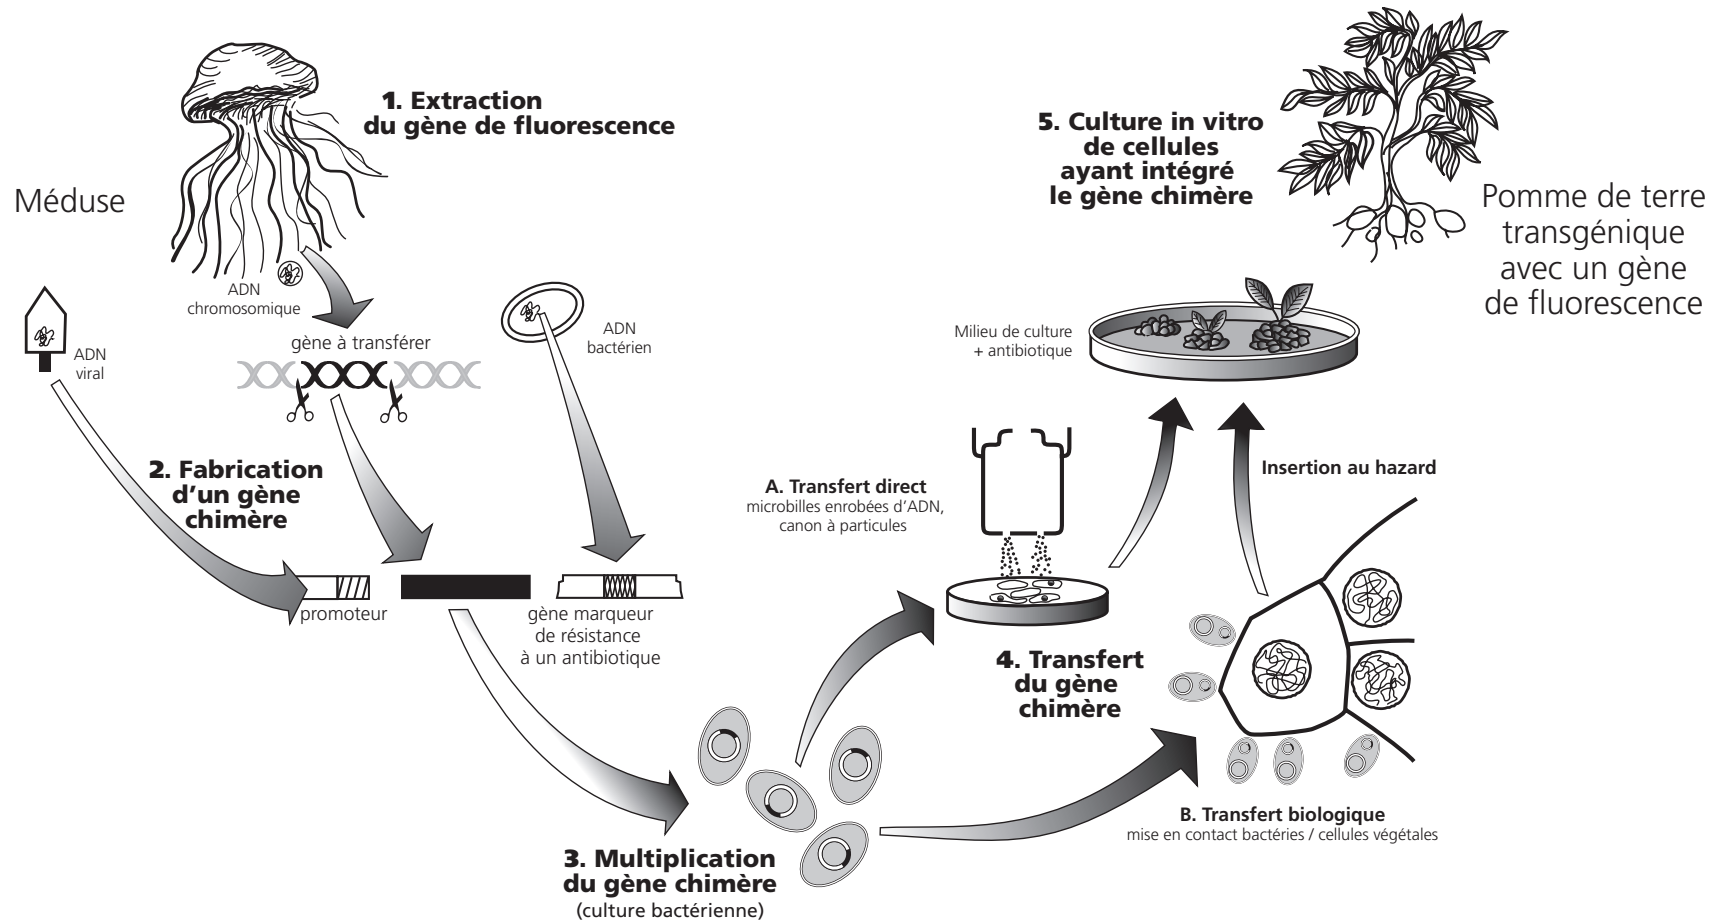 1. Extraction
du gène de fluorescence
Méduse
ADN
chromosomique
gène à transférer
ADN
viral
ADN
bactérien
2. Fabrication
d'un gène
chimère
promoteur
gène marqueur
de résistance
à un antibiotique
3. Multiplication
du gène chimère
(culture bactérienne)
A. Transfert direct
microbilles enrobées d'ADN,
canon à particules
4. Transfert
du gène
chimère
B. Transfert biologique
mise en contact bactéries / cellules végétales
Insertion au hazard
Milieu de culture
+ antibiotique
5. Culture in vitro
de cellules
ayant intégré
le gène chimère
Pomme de terre
transgénique
avec un gène
de fluorescence